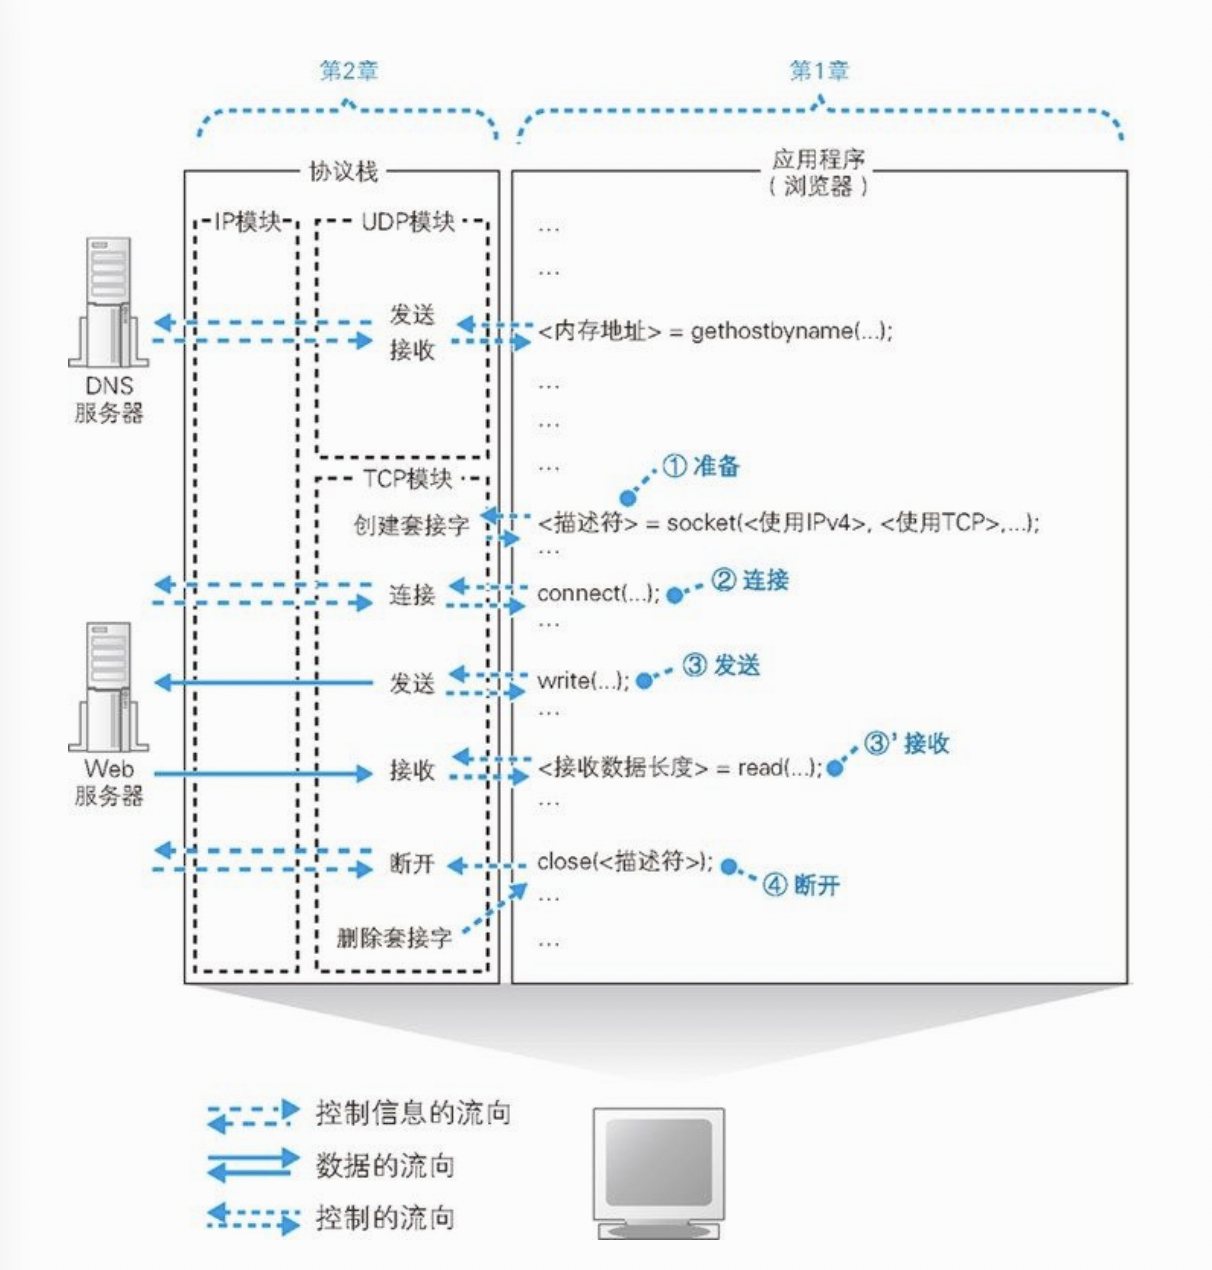 第2章
第1章
协议栈
应用程序
（浏览器）
IP模块
UDP模块
...
...
发送
接收
<内存地址> = gethostbyname(...);
DNS
服务器
...
...
...
TCP模块
① 准备
创建套接字
<描述符> = socket(<使用IPv4>, <使用TCP>,...);
...
② 连接
连接
connect(...);
...
③ 发送
发送
write(...);
...
③' 接收
Web
服务器
接收
<接收数据长度> = read(...);
...
断开
close(<描述符>);
④ 断开
...
删除套接字
...
控制信息的流向
数据的流向
控制的流向